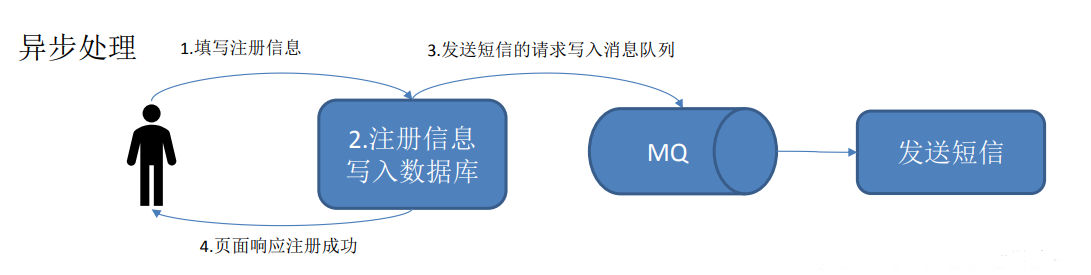 异步处理
1.填写注册信息
3.发送短信的请求写入消息队列
2.注册信息
写入数据库
MQ
发送短信
4.页面响应注册成功